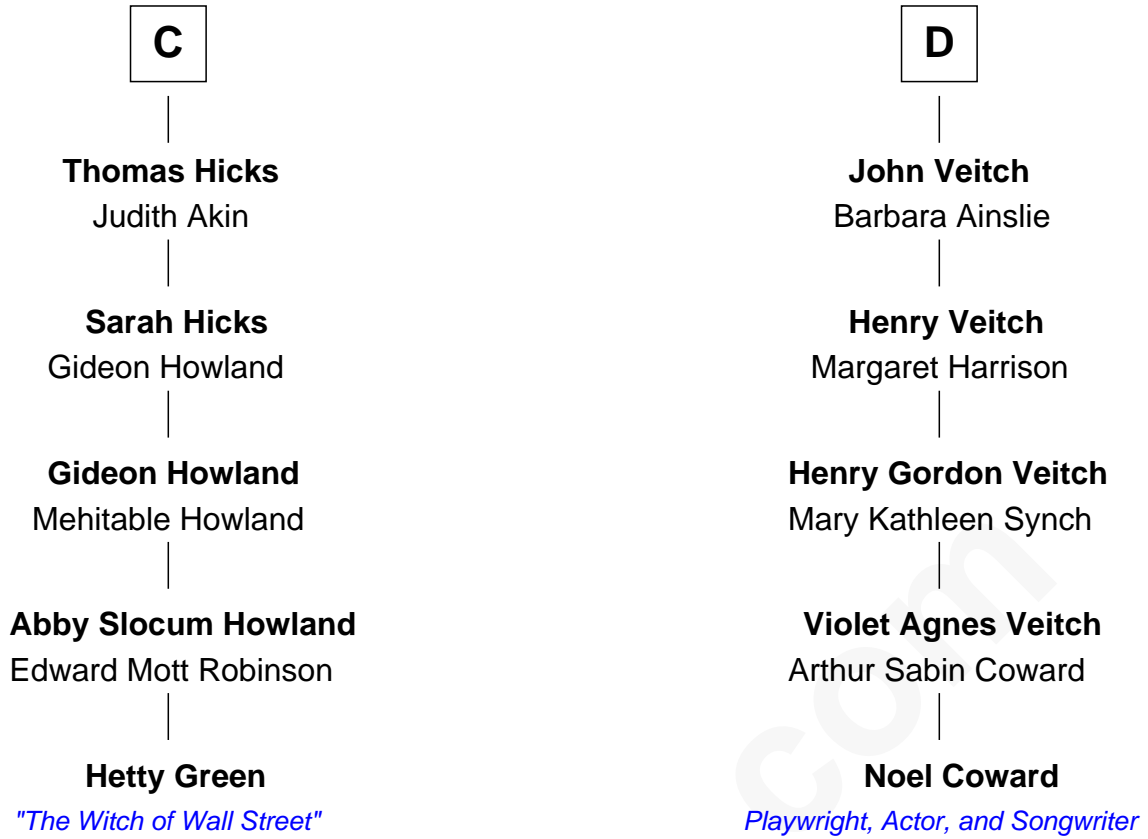 C
Thomas Hicks
Judith Akin
Sarah Hicks
Gideon Howland
Gideon Howland
Mehitable Howland
Abby Slocum Howland
Edward Mott Robinson
Hetty Green
"The Witch of Wall Street"
D
John Veitch
Barbara Ainslie
Henry Veitch
Margaret Harrison
Henry Gordon Veitch
Mary Kathleen Synch
Violet Agnes Veitch
Arthur Sabin Coward
Noel Coward
Playwright, Actor, and Songwriter
com